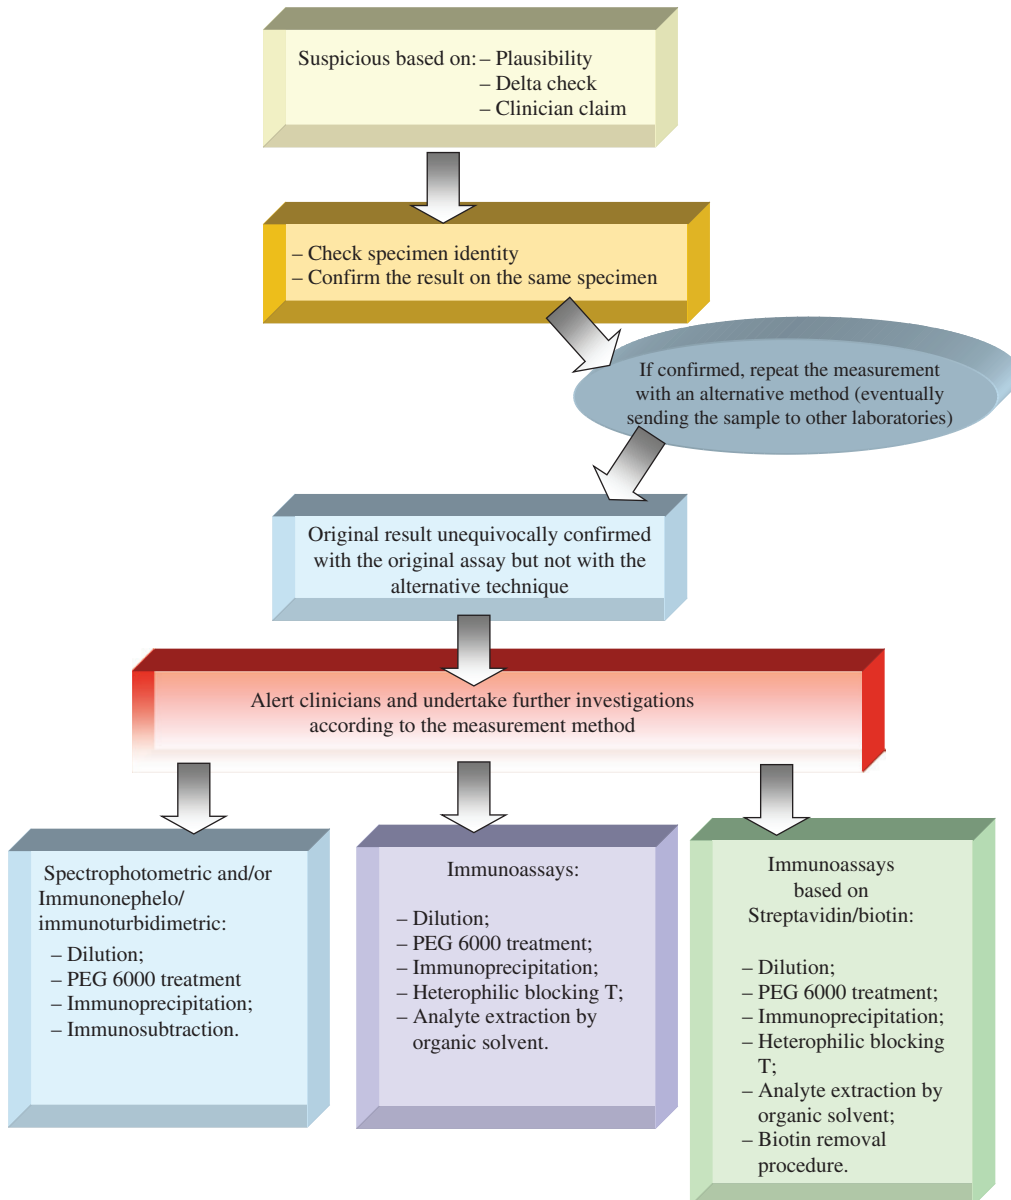 Suspicious based on: – Plausibility
– Delta check
– Clinician claim
– Check specimen identity
– Confirm the result on the same specimen
If confirmed, repeat the measurement
with an alternative method (eventually
sending the sample to other laboratories)
Original result unequivocally confirmed
with the original assay but not with the
alternative technique
Alert clinicians and undertake further investigations
according to the measurement method
Spectrophotometric and/or
Immunonephelo/
immunoturbidimetric:
– Dilution;
– PEG 6000 treatment
– Immunoprecipitation;
– Immunosubtraction.
Immunoassays:
– Dilution;
– PEG 6000 treatment;
– Immunoprecipitation;
– Heterophilic blocking T;
– Analyte extraction by
organic solvent.
Immunoassays
based on
Streptavidin/biotin:
– Dilution;
– PEG 6000 treatment;
– Immunoprecipitation;
– Heterophilic blocking
T;
– Analyte extraction by
organic solvent;
– Biotin removal
procedure.